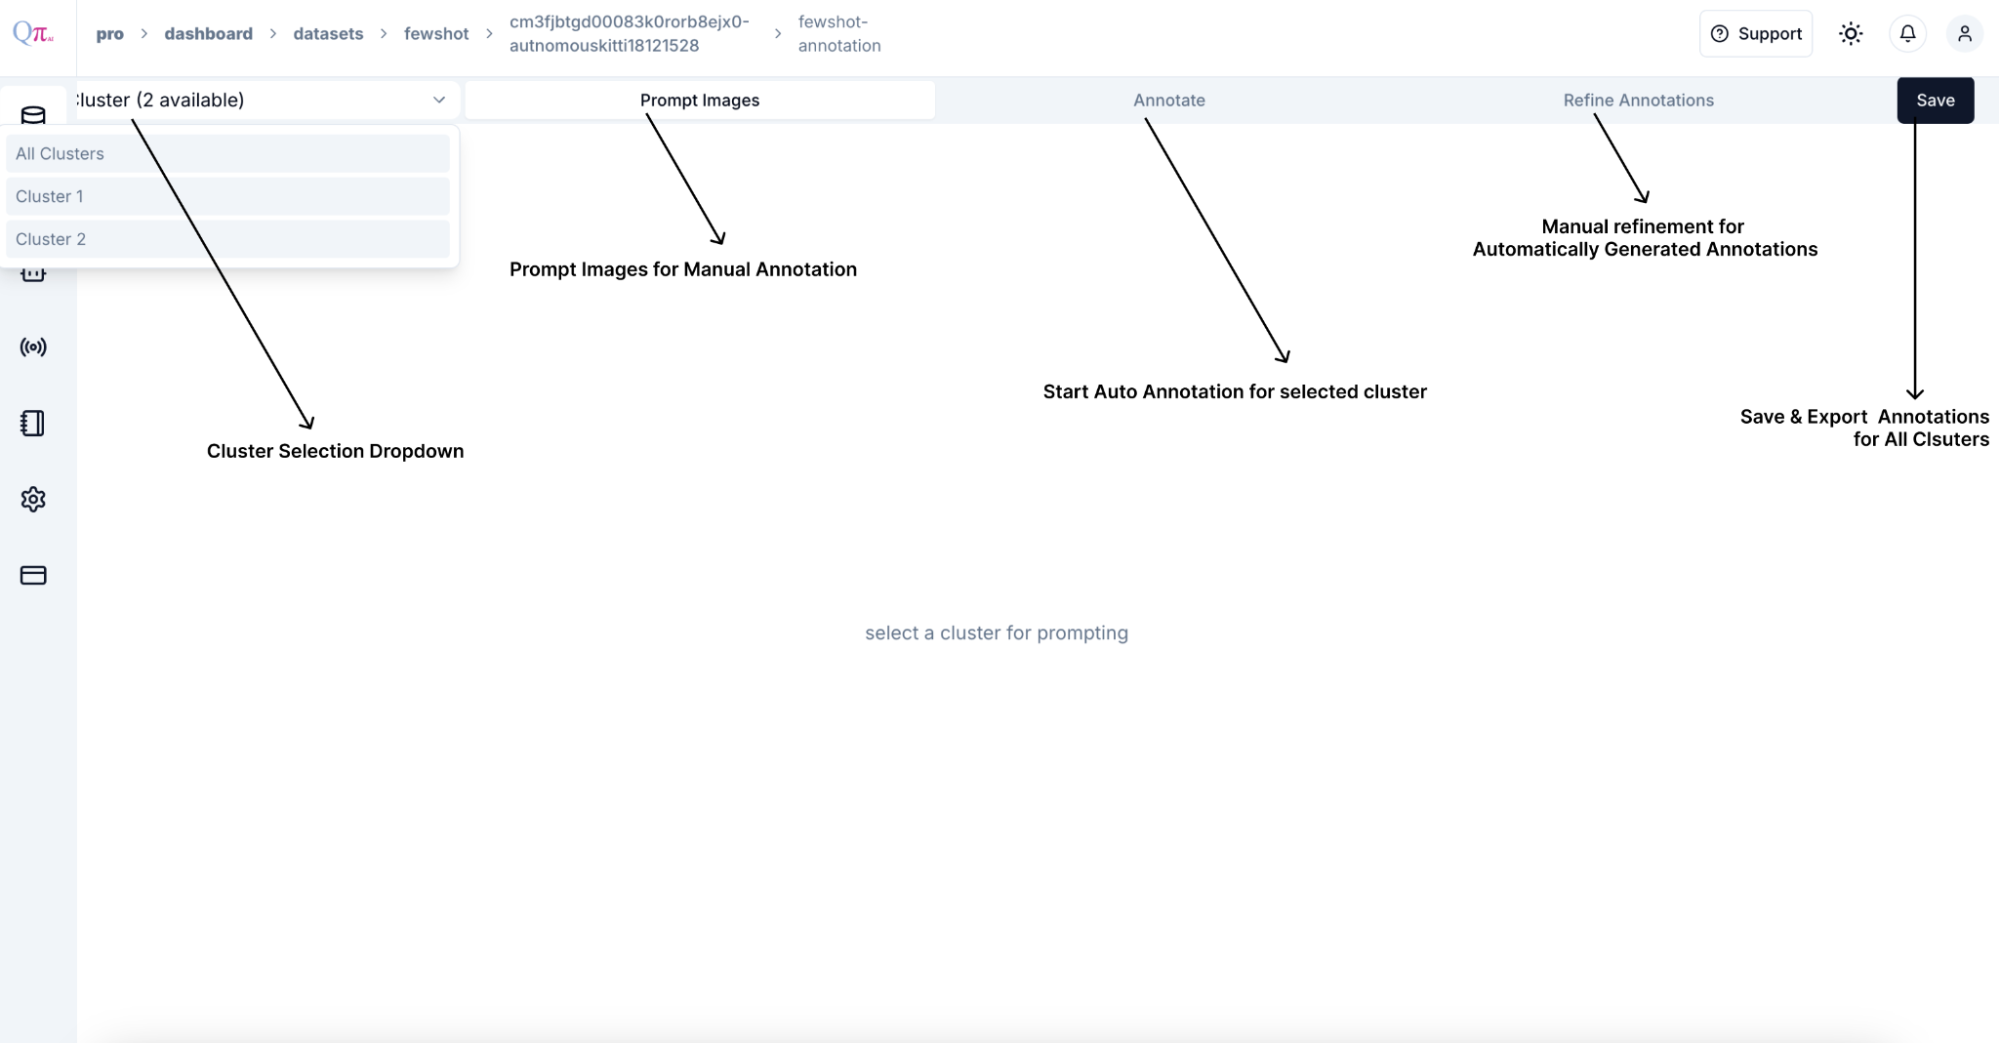 Qπ AI
pro > dashboard > datasets > fewshot > cm3fjbtgd00083k0rorb8ejx0-
autnomouskitti18121528 > fewshot-
annotation
Support
Cluster (2 available)
Prompt Images
Annotate
Refine Annotations
Save
All Clusters
Cluster 1
Cluster 2
Manual refinement for
Automatically Generated Annotations
Prompt Images for Manual Annotation
Start Auto Annotation for selected cluster
Save & Export Annotations
for All Clsuters
Cluster Selection Dropdown
select a cluster for prompting